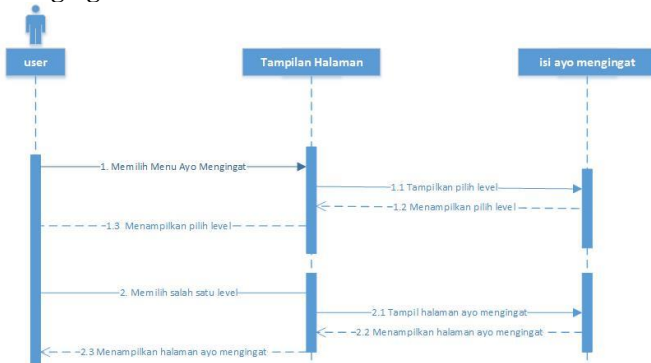 user
Tampilan Halaman
isi ayo mengingat
1. Memilih Menu Ayo Mengingat
1.1 Tampilkan pilih level
1.2 Menampilkan pilih level
1.3 Menampilkan pilih level
2. Memilih salah satu level
2.1 Tampil halaman ayo mengingat
2.2 Menampilkan halaman ayo mengingat
2.3 Menampilkan halaman ayo mengingat